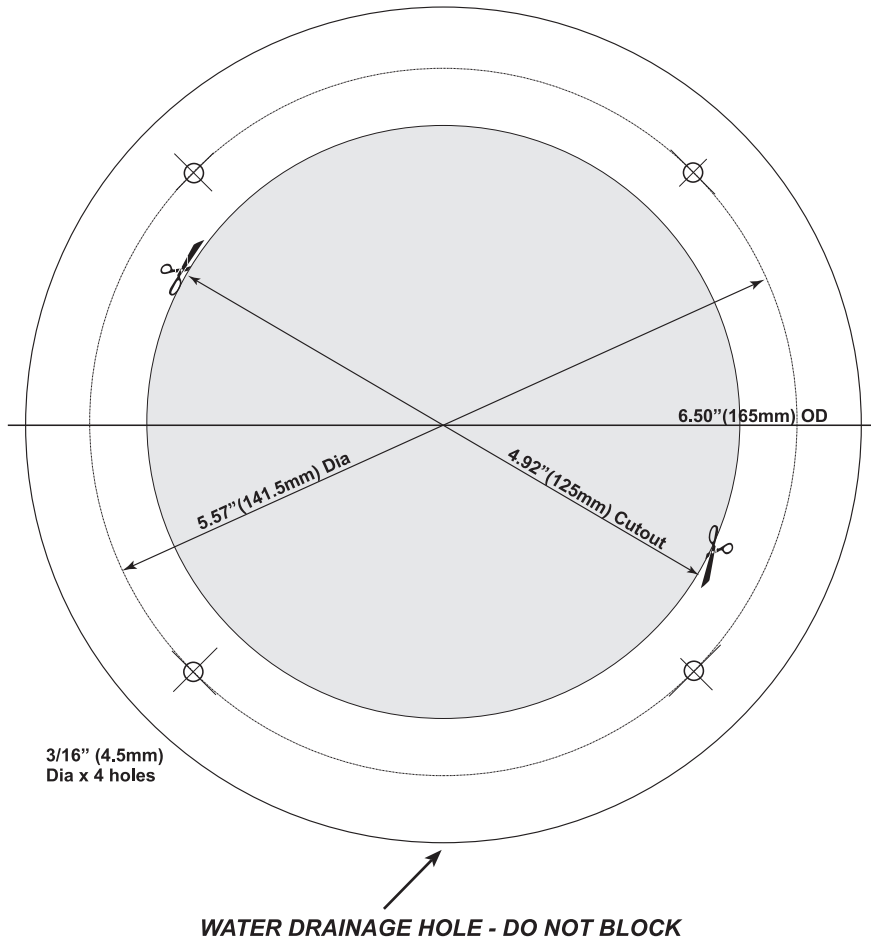 6.50”(165mm) OD
5.57”(141.5mm) Dia
4.92”(125mm) Cutout
3/16” (4.5mm)
Dia x 4 holes
WATER DRAINAGE HOLE - DO NOT BLOCK